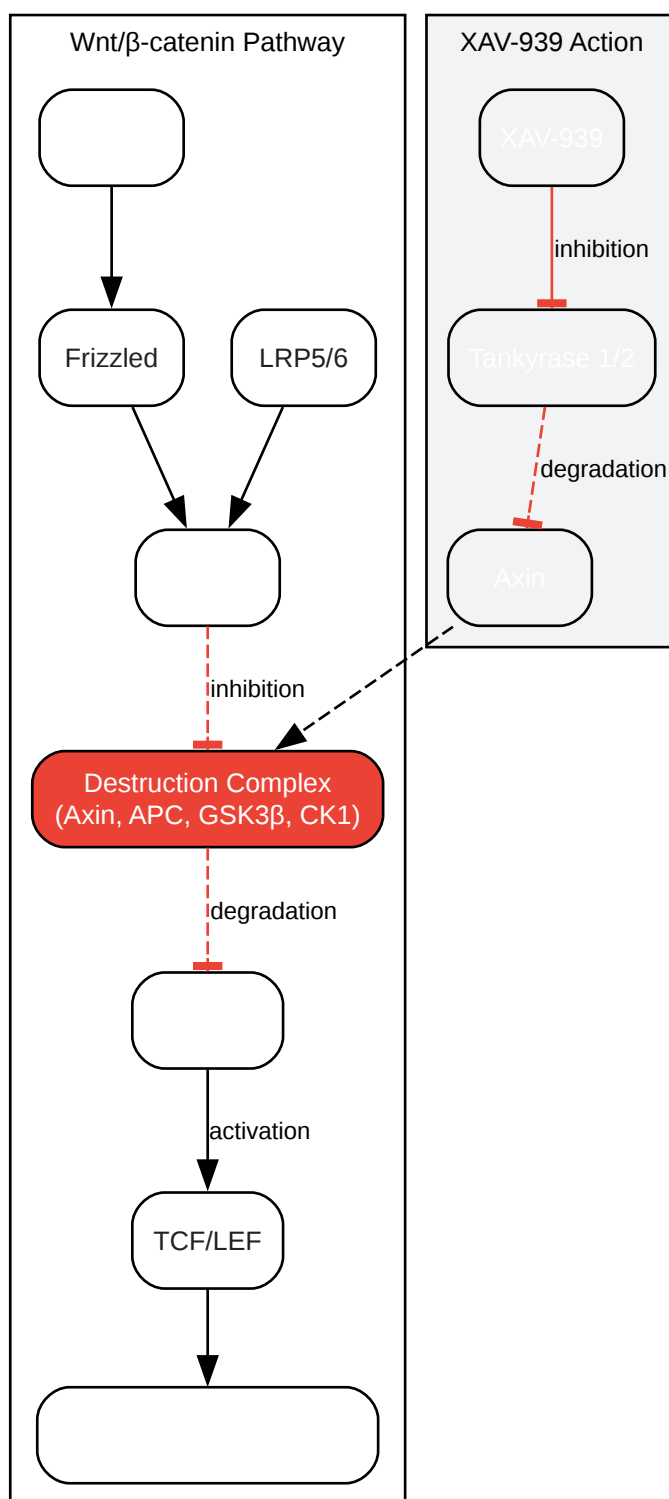 Wnt/β-catenin Pathway
XAV-939 Action
XAV-939
inhibition
Frizzled
LRP5/6
Tankyrase 1/2
degradation
Axin
inhibition
Destruction Complex
(Axin, APC, GSK3β, CK1)
degradation
activation
TCF/LEF